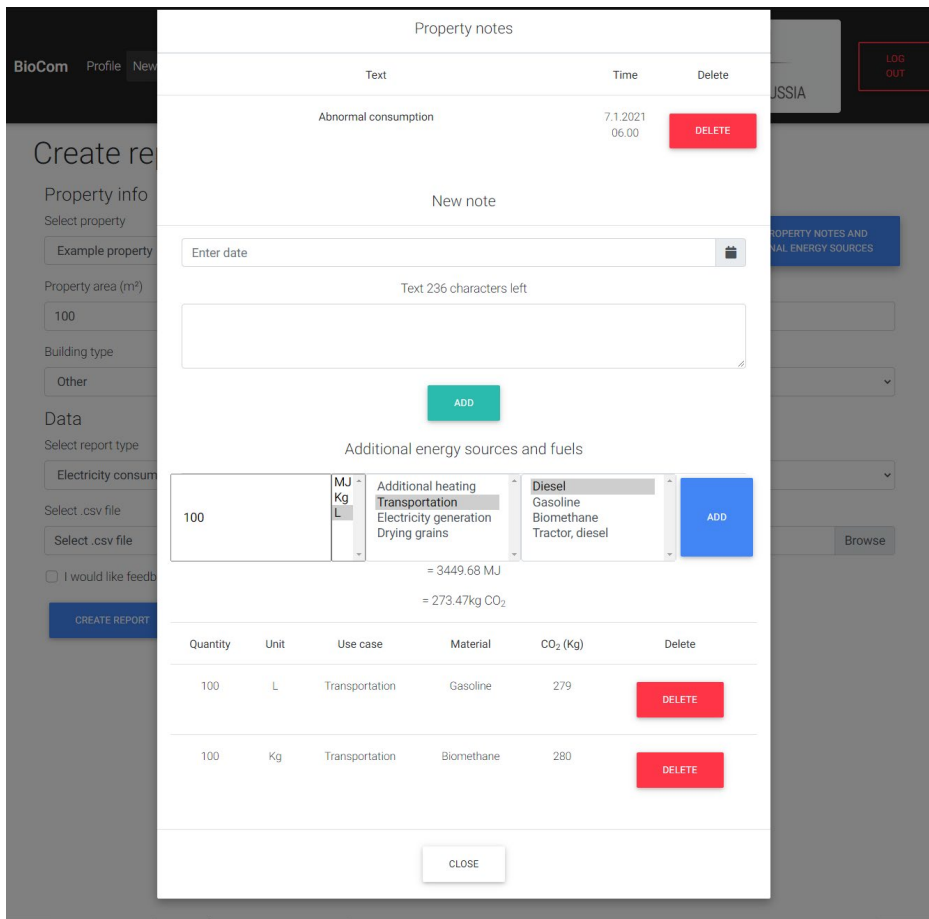 Property notes
BioCom Profile New
LOG
OUT
Text Time Delete
USSIA
Abnormal consumption 7.1.2021
06.00
DELETE
Create re
Property info
New note
Select property
ROPERTY NOTES AND
NAL ENERGY SOURCES
Example property
Enter date
Property area (m²)
Text 236 characters left
100
Building type
Other
ADD
Data
Select report type
Additional energy sources and fuels
Electricity consum
100
MJ
Kg
L
Additional heating
Transportation
Electricity generation
Drying grains
Diesel
Gasoline
Biomethane
Tractor, diesel
ADD
Select .csv file
Select .csv file
Browse
= 3449.68 MJ
I would like feedb
= 273.47kg CO₂
CREATE REPORT
Quantity Unit Use case Material CO₂ (Kg) Delete
100 L Transportation Gasoline 279 DELETE
100 Kg Transportation Biomethane 280 DELETE
CLOSE